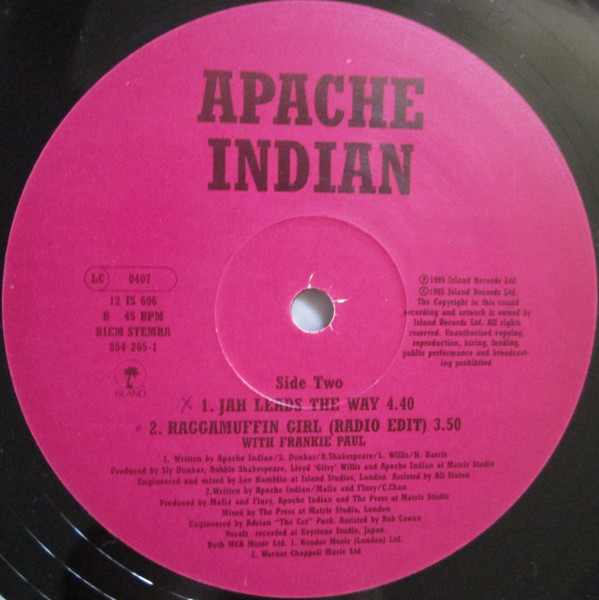 APACHE
INDIAN
LC 0407
12 IS 606
B 45 RPM
BIEM STEMRA
854 265-1
ISLAND
℗ 1995 Island Records Ltd.
© 1995 Island Records Ltd.
The Copyright in this sound
recording and artwork is owned by
Island Records Ltd. All rights
reserved. Unauthorised copying,
reproduction, hiring, lending,
public performance and broadcast-
ing prohibited
Side Two
X 1. JAH LEADS THE WAY 4.40
2. RAGGAMUFFIN GIRL (RADIO EDIT) 3.50
WITH FRANKIE PAUL
1. Written by Apache Indian/S. Dunbar/R.Shakespeare/L. Willis/B. Harris
Produced by Sly Dunbar, Robbie Shakespeare, Lloyd 'Gitsy' Willis and Apache Indian at Matrix Studio
Engineered and mixed by Lee Hamblin at Island Studios, London Assisted by Ali Staton
2.Written by Apache Indian/Mafia and Fluxy/C.Chan
Produced by Mafia and Fluxy, Apache Indian and The Press at Matrix Studio
Mixed by The Press at Matrix Studio, London
Engineered by Adrian "The Cut" Pack. Assisted by Rob Cowan
Vocals recorded at Keystone Studio, Japan.
Both MCA Music Ltd. 1. Rondor Music (London) Ltd.
2. Warner Chappell Music Ltd.